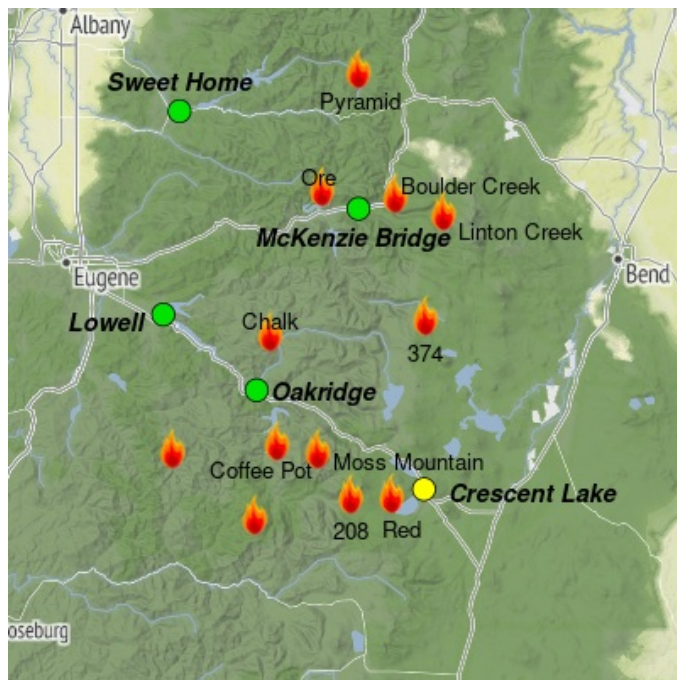 Albany
Sweet Home
Pyramid
Ore
Boulder Creek
McKenzie Bridge
Linton Creek
Eugene
Bend
Lowell
Chalk
374
Oakridge
Coffee Pot
Moss Mountain
Crescent Lake
208
Red
oseburg